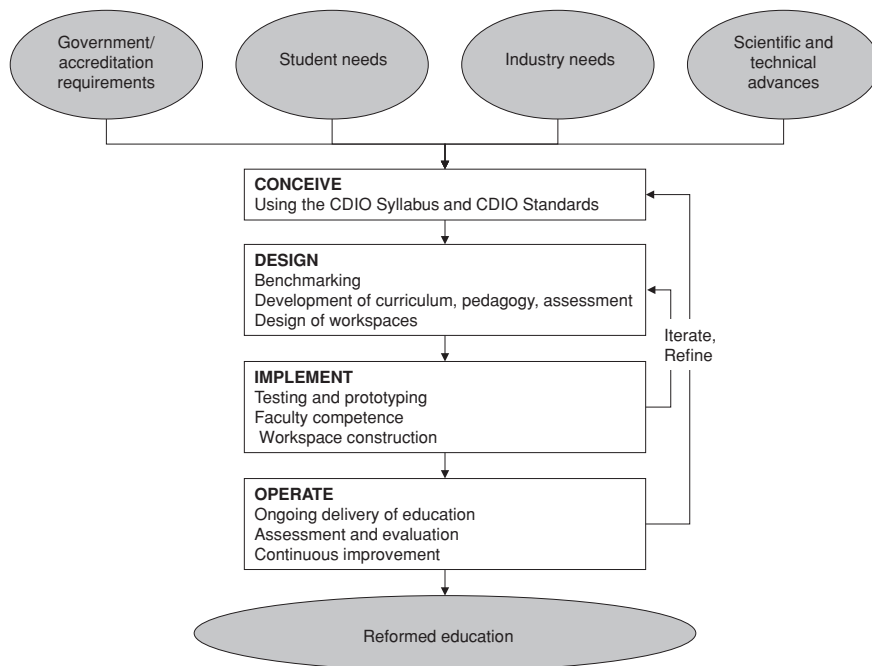 Government/
accreditation
requirements
Student needs
Industry needs
Scientific and
technical
advances
CONCEIVE
Using the CDIO Syllabus and CDIO Standards
DESIGN
Benchmarking
Development of curriculum, pedagogy, assessment
Design of workspaces
Iterate,
Refine
IMPLEMENT
Testing and prototyping
Faculty competence
Workspace construction
OPERATE
Ongoing delivery of education
Assessment and evaluation
Continuous improvement
Reformed education